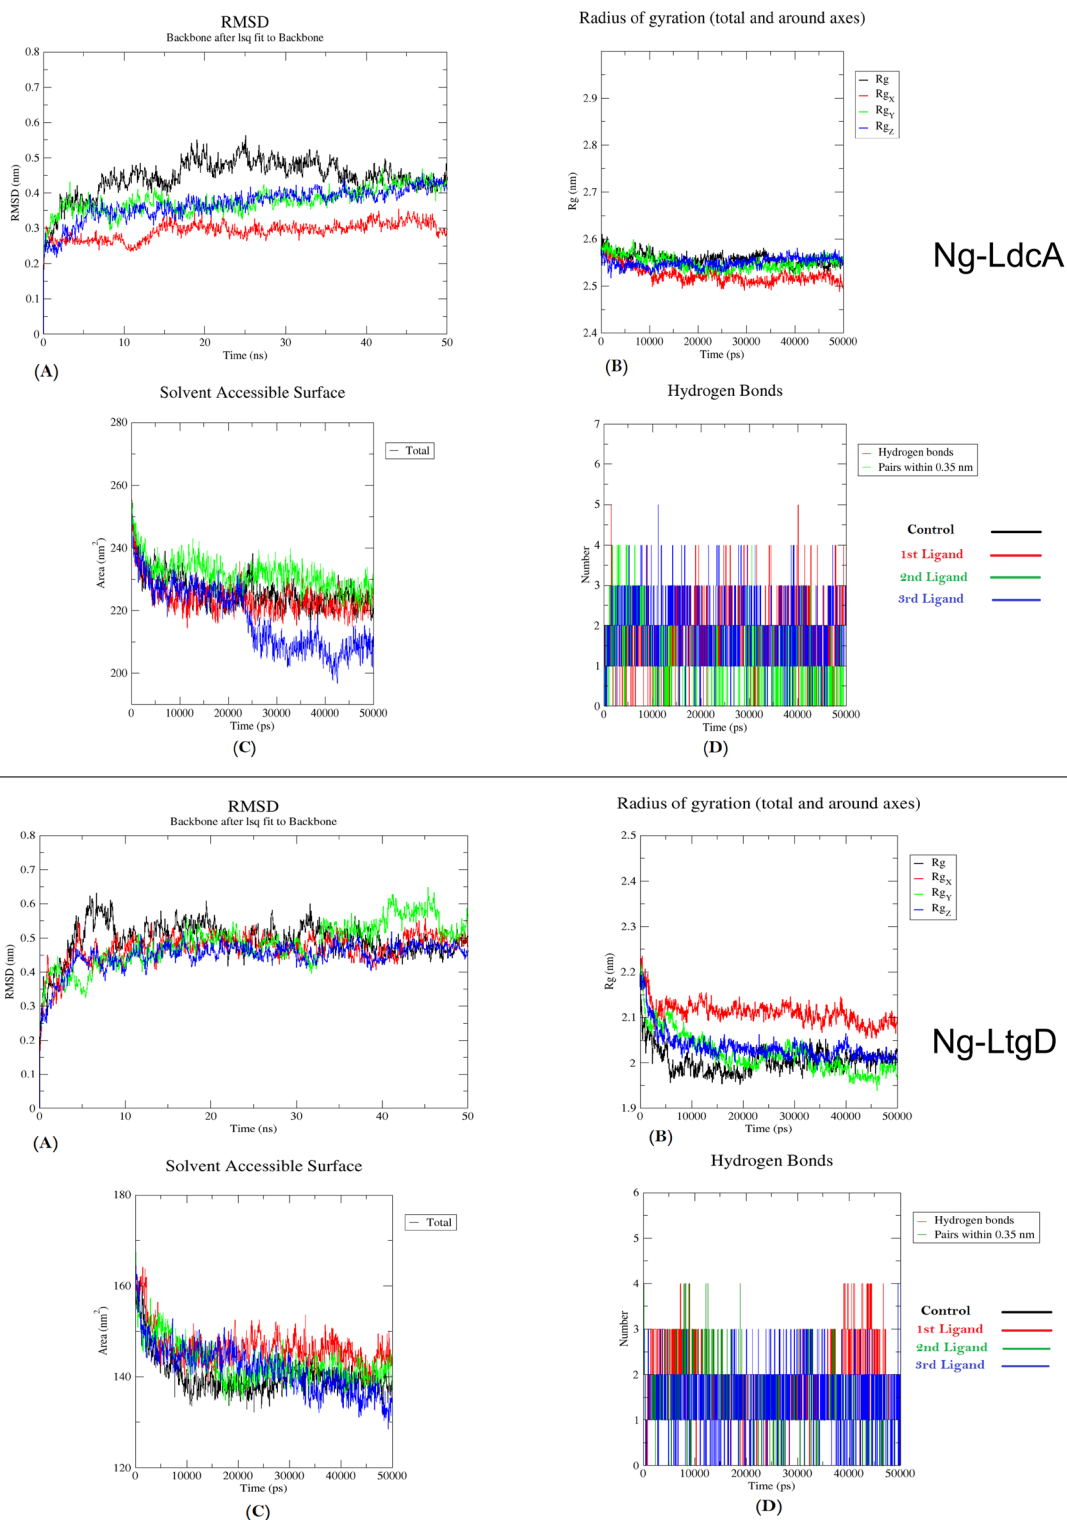 RMSD
Backbone after lsq fit to Backbone
0.8
0.7
0.6
0.5
0.4
0.3
0.2
0.1
0
RMSD (nm)
0 10 20 30 40 50
Time (ns)
(A)
Radius of gyration (total and around axes)
2.9
2.8
2.7
2.6
2.5
2.4
Rg (nm)
0 10000 20000 30000 40000 50000
Time (ps)
Rg
RgX
RgY
RgZ
(B)
Ng-LdcA
Solvent Accessible Surface
280
260
240
220
200
Area (nm2)
0 10000 20000 30000 40000 50000
Time (ps)
Total
(C)
Hydrogen Bonds
7
6
5
4
3
2
1
0
Number
0 10000 20000 30000 40000 50000
Time (ps)
Hydrogen bonds
Pairs within 0.35 nm
(D)
Control
1st Ligand
2nd Ligand
3rd Ligand
RMSD
Backbone after lsq fit to Backbone
0.8
0.7
0.6
0.5
0.4
0.3
0.2
0.1
0
RMSD (nm)
0 10 20 30 40 50
Time (ns)
(A)
Radius of gyration (total and around axes)
2.5
2.4
2.3
2.2
2.1
2
1.9
Rg (nm)
0 10000 20000 30000 40000 50000
Time (ps)
Rg
RgX
RgY
RgZ
(B)
Ng-LtgD
Solvent Accessible Surface
180
160
140
120
Area (nm2)
0 10000 20000 30000 40000 50000
Time (ps)
Total
(C)
Hydrogen Bonds
6
5
4
3
2
1
0
Number
0 10000 20000 30000 40000 50000
Time (ps)
Hydrogen bonds
Pairs within 0.35 nm
(D)
Control
1st Ligand
2nd Ligand
3rd Ligand